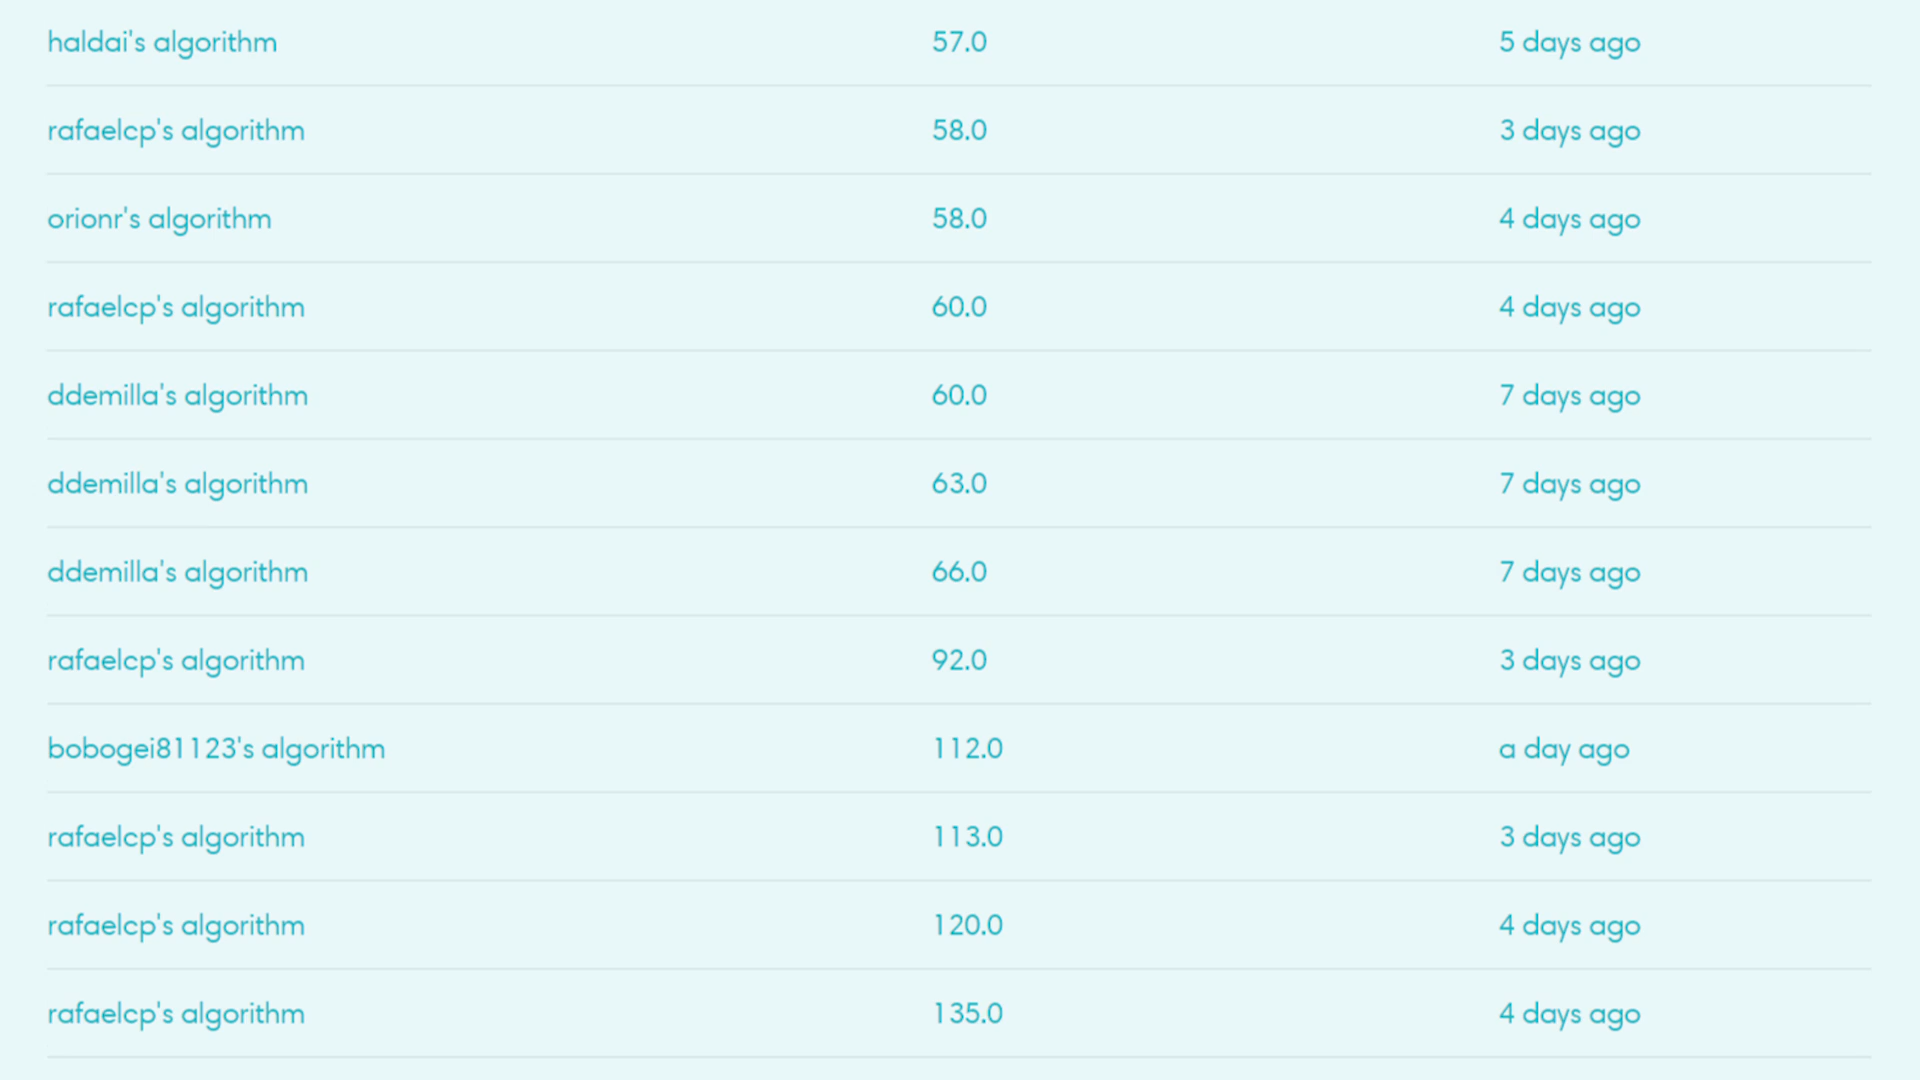 haldai's algorithm 57.0 5 days ago
rafaelcp's algorithm 58.0 3 days ago
orionr's algorithm 58.0 4 days ago
rafaelcp's algorithm 60.0 4 days ago
ddemilla's algorithm 60.0 7 days ago
ddemilla's algorithm 63.0 7 days ago
ddemilla's algorithm 66.0 7 days ago
rafaelcp's algorithm 92.0 3 days ago
bobogei81123's algorithm 112.0 a day ago
rafaelcp's algorithm 113.0 3 days ago
rafaelcp's algorithm 120.0 4 days ago
rafaelcp's algorithm 135.0 4 days ago